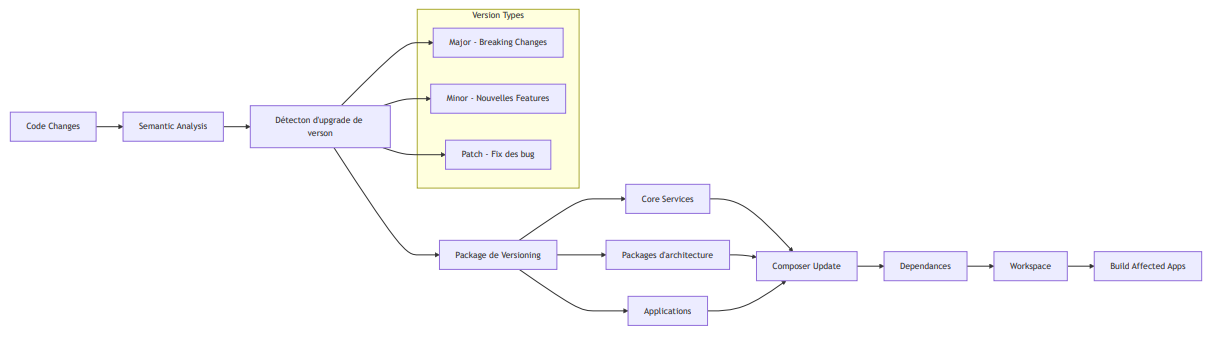 Version Types
Major - Breaking Changes
Minor - Nouvelles Features
Patch - Fix des bug
Code Changes
Semantic Analysis
Détecton d'upgrade de
verson
Package de Versioning
Core Services
Packages d'architecture
Applications
Composer Update
Dependances
Workspace
Build Affected Apps